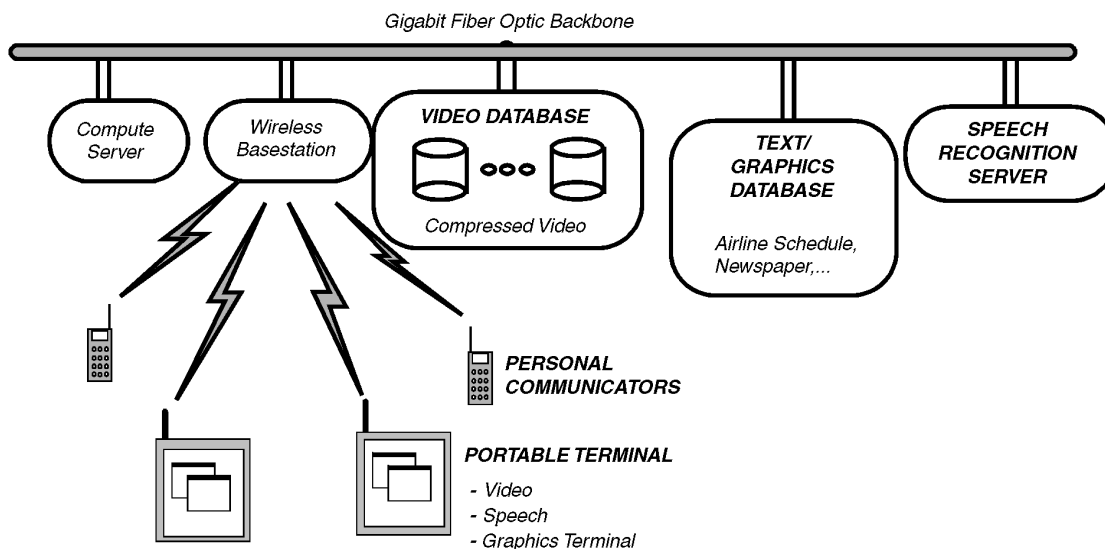 Gigabit Fiber Optic Backbone
Compute
Server
Wireless
Basestation
VIDEO DATABASE
Compressed Video
TEXT/
GRAPHICS
DATABASE
Airline Schedule,
Newspaper,...
SPEECH
RECOGNITION
SERVER
PERSONAL
COMMUNICATORS
PORTABLE TERMINAL
- Video
- Speech
- Graphics Terminal